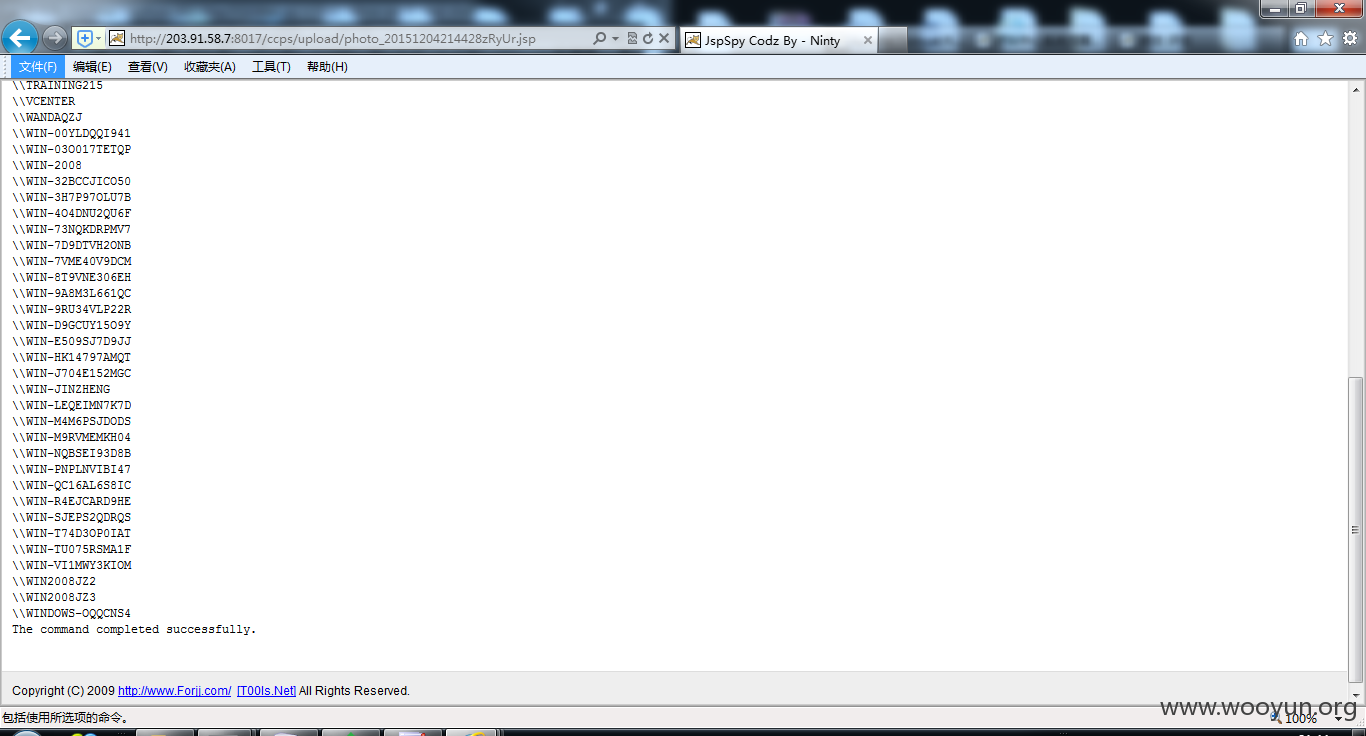 http://203.91.58.7:8017/ccps/upload/photo_20151204214428zRyUr.jsp
JspSpy Codz By - Ninty
文件(F) 编辑(E) 查看(V) 收藏夹(A) 工具(T) 帮助(H)
\\TRAINING215
\\VCENTER
\\WANDAQZJ
\\WIN-00YLDQQI941
\\WIN-03O017TETQP
\\WIN-2008
\\WIN-32BCCJICO50
\\WIN-3H7P97OLU7B
\\WIN-4O4DNU2QU6F
\\WIN-73NQKDRPMV7
\\WIN-7D9DTVH2ONB
\\WIN-7VME40V9DCM
\\WIN-8T9VNE306EH
\\WIN-9A8M3L661QC
\\WIN-9RU34VLP22R
\\WIN-D9GCUY15O9Y
\\WIN-E509SJ7D9JJ
\\WIN-HK14797AMQT
\\WIN-J704E152MGC
\\WIN-JINZHENG
\\WIN-LEQEIMN7K7D
\\WIN-M4M6PSJDODS
\\WIN-M9RVMEMKH04
\\WIN-NQBSEI93D8B
\\WIN-PNPLNVIBI47
\\WIN-QC16AL6S8IC
\\WIN-R4EJCARD9HE
\\WIN-SJEPS2QDRQS
\\WIN-T74D3OP0IAT
\\WIN-TU075RSMA1F
\\WIN-VI1MWY3KIOM
\\WIN2008JZ2
\\WIN2008JZ3
\\WINDOWS-OQQCNS4
The command completed successfully.
Copyright (C) 2009 http://www.Forjj.com/ [T00ls.Net] All Rights Reserved.
www.wooyun.org
包括使用所选项的命令。 100%